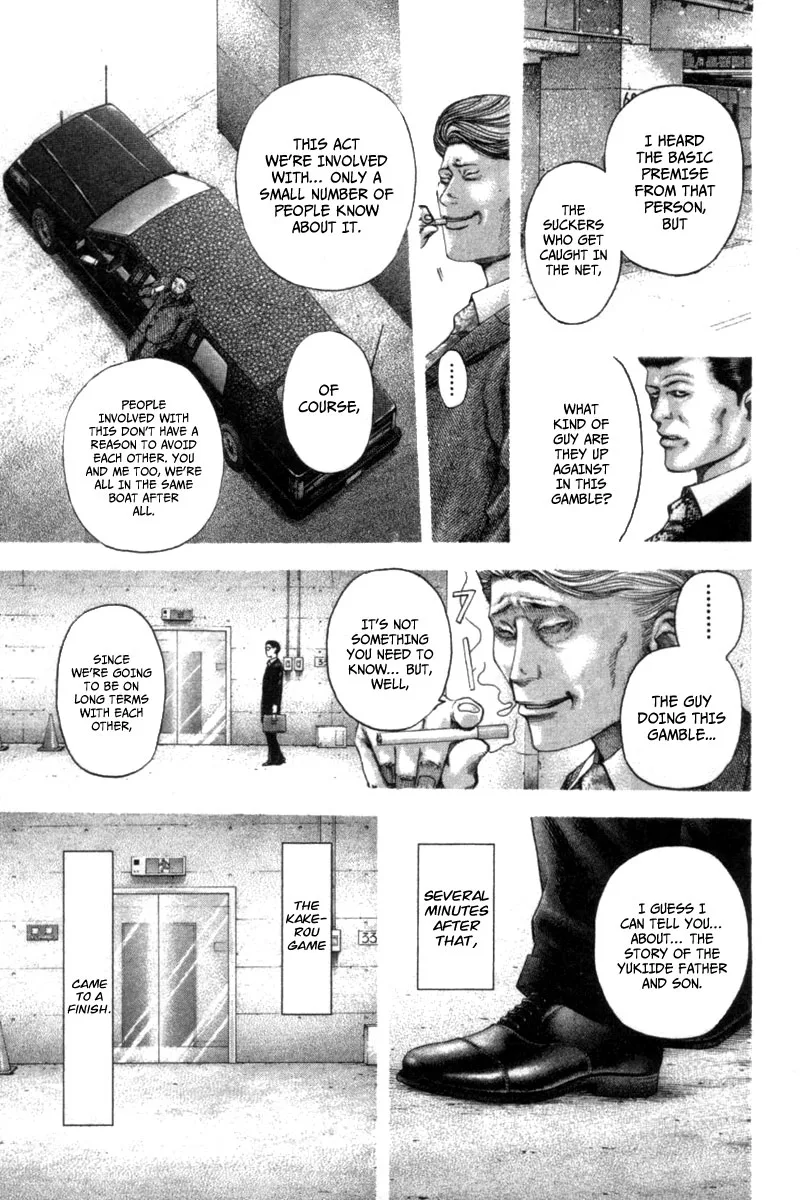 I HEARD
THE BASIC
PREMISE
FROM THAT
PERSON,
BUT
THE
SUCKERS
WHO GET
CAUGHT IN
THE NET,
WHAT
KIND OF
GUY ARE
THEY UP
AGAINST
IN THIS
GAMBLE?
........
THIS ACT
WE'RE INVOLVED
WITH... ONLY A
SMALL NUMBER OF
PEOPLE KNOW
ABOUT IT.
OF
COURSE,
PEOPLE
INVOLVED WITH
THIS DON'T HAVE A
REASON TO AVOID
EACH OTHER. YOU
AND ME TOO, WE'RE
ALL IN THE SAME
BOAT AFTER
ALL.
........
THE GUY
DOING THIS
GAMBLE...
フー
IT'S NOT
SOMETHING
YOU NEED TO
KNOW... BUT,
WELL,
SINCE
WE'RE GOING
TO BE ON
LONG TERMS
WITH EACH
OTHER,
I GUESS I
CAN TELL YOU...
ABOUT... THE
STORY OF THE
YUKIIDE FATHER
AND SON.
SEVERAL
MINUTES
AFTER
THAT,
THE
KAKE-
ROU
GAME
33
CAME
TO A
FINISH.